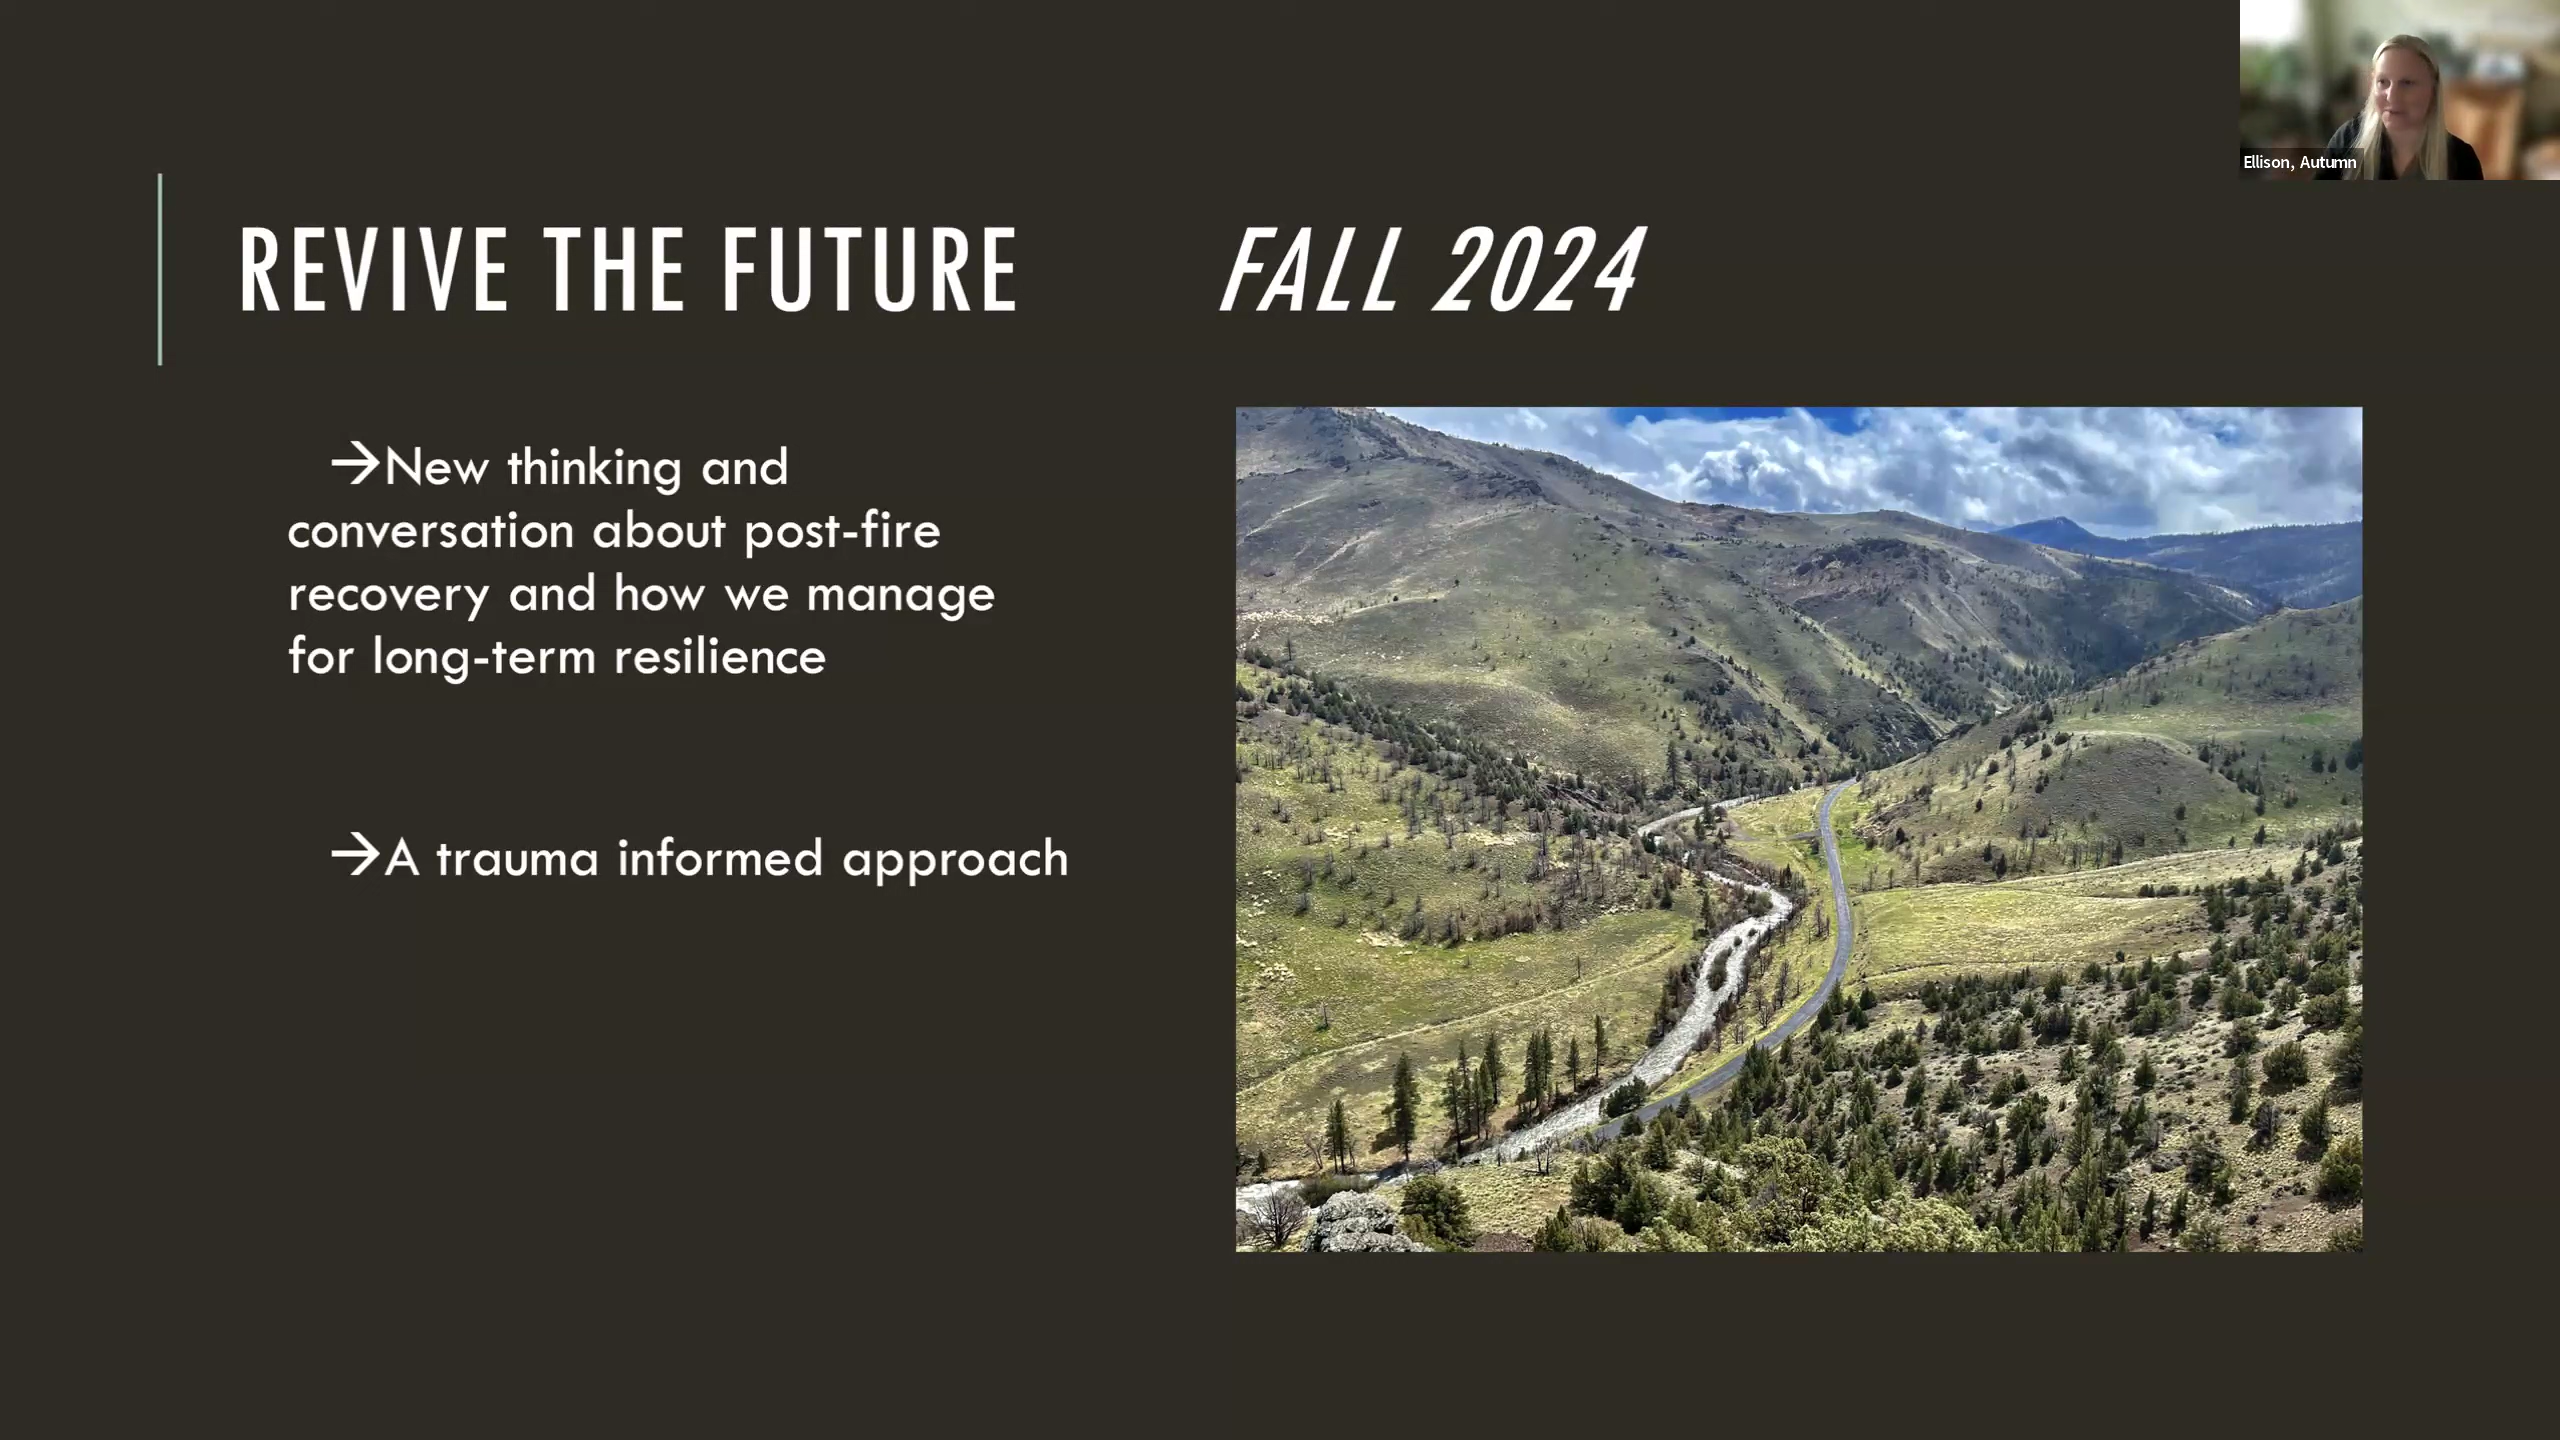 Ellison, Autumn
REVIVE THE FUTURE FALL 2024
→New thinking and
conversation about post-fire
recovery and how we manage
for long-term resilience
→A trauma informed approach